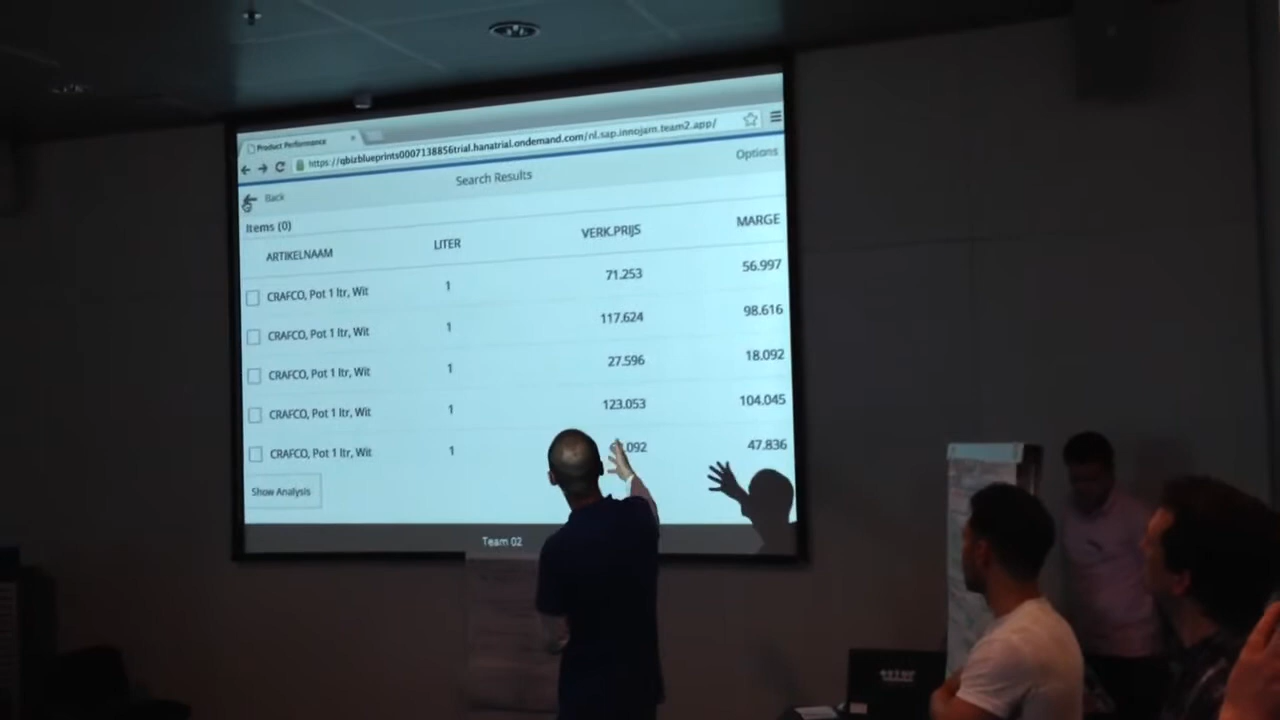 Product Performance
https://qbizblueprints0007138856trial.hanatrial.ondemand.com/nl.sap.innojam.team2.app/
Back
Search Results
Options
Items (0)
ARTIKELNAAM LITER VERK.PRIJS MARGE
CRAFCO, Pot 1 ltr, Wit 1 71.253 56.997
CRAFCO, Pot 1 ltr, Wit 1 117.624 98.616
CRAFCO, Pot 1 ltr, Wit 1 27.596 18.092
CRAFCO, Pot 1 ltr, Wit 1 123.053 104.045
CRAFCO, Pot 1 ltr, Wit 1 .092 47.836
Show Analysis
Team 02